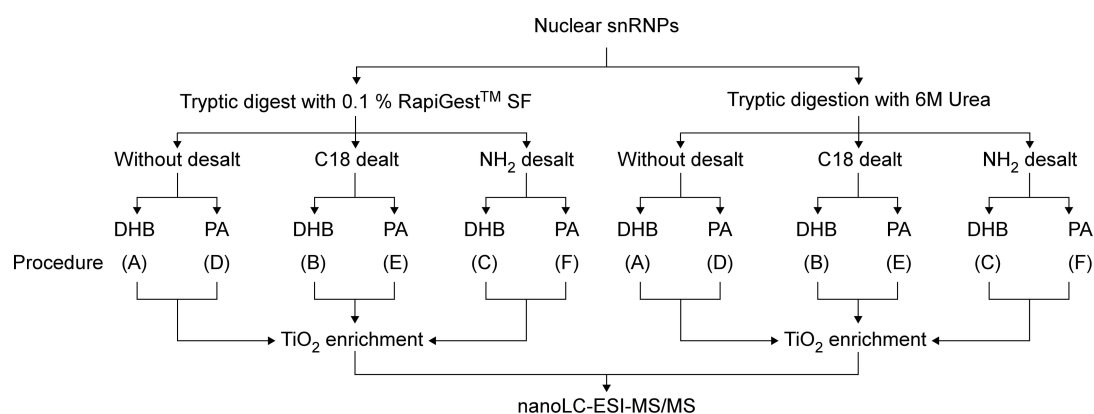 Nuclear snRNPs
Tryptic digest with 0.1 % RapiGest™ SF
Tryptic digestion with 6M Urea
Without desalt C18 dealt NH₂ desalt Without desalt C18 dealt NH₂ desalt
DHB PA DHB PA DHB PA DHB PA DHB PA DHB PA
Procedure (A) (D) (B) (E) (C) (F) (A) (D) (B) (E) (C) (F)
TiO₂ enrichment TiO₂ enrichment
nanoLC-ESI-MS/MS